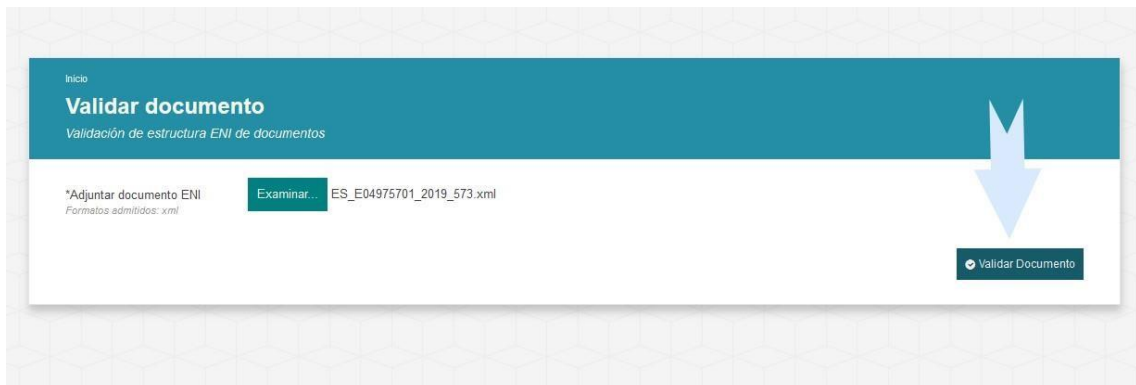 Inicio
Validar documento
Validación de estructura ENI de documentos
*Adjuntar documento ENI
Examinar... ES_E04975701_2019_573.xml
Formatos admitidos: xml
Validar Documento